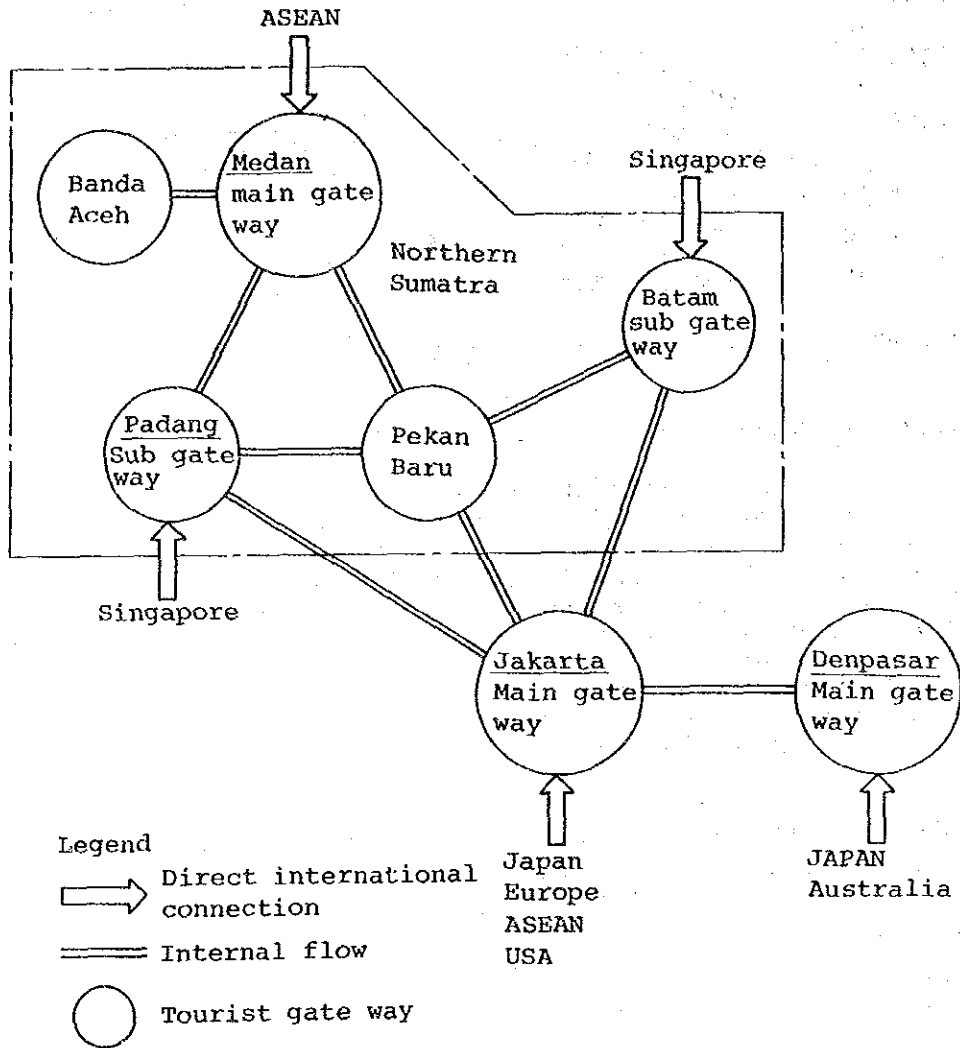 ASEAN
Banda
Aceh
Medan
main gate
way
Singapore
Northern
Sumatra
Batam
sub gate
way
Padang
Sub gate
way
Pekan
Baru
Singapore
Jakarta
Main gate
way
Denpasar
Main gate
way
Legend
Direct international
connection
Internal flow
Tourist gate way
Japan
Europe
ASEAN
USA
JAPAN
Australia